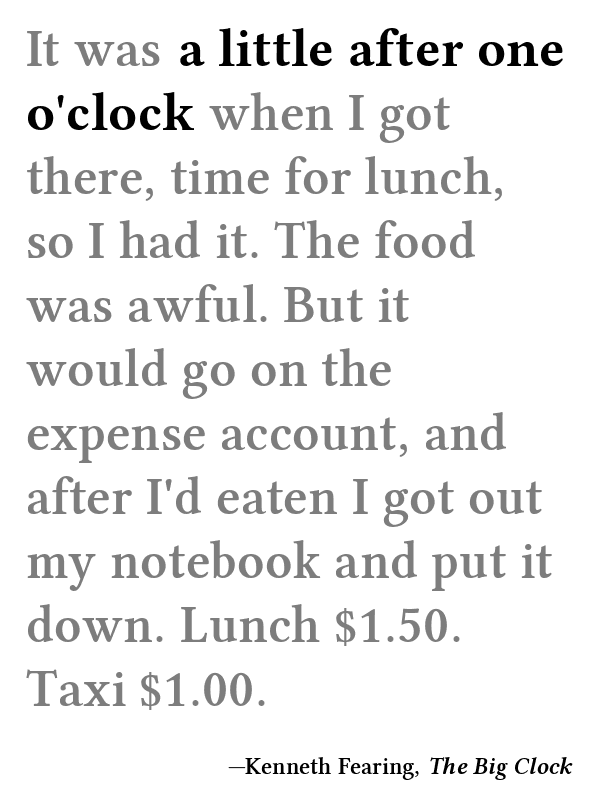 It was a little after one
o'clock when I got
there, time for lunch,
so I had it. The food
was awful. But it
would go on the
expense account, and
after I'd eaten I got out
my notebook and put it
down. Lunch $1.50.
Taxi $1.00.
—Kenneth Fearing, The Big Clock